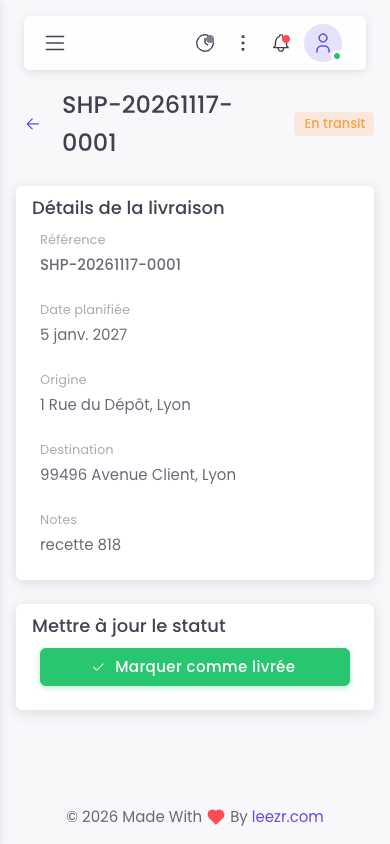 SHP-20261117-
0001
En transit
Détails de la livraison
Référence
SHP-20261117-0001
Date planifiée
5 janv. 2027
Origine
1 Rue du Dépôt, Lyon
Destination
99496 Avenue Client, Lyon
Notes
recette 818
Mettre à jour le statut
Marquer comme livrée
© 2026 Made With By leezr.com